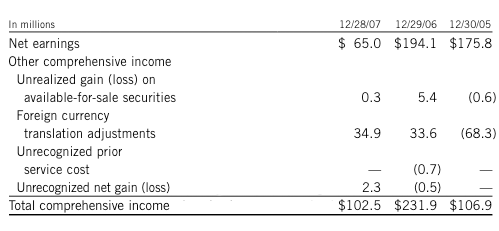 In millions 12/28/07 12/29/06 12/30/05
Net earnings $ 65.0 $194.1 $175.8
Other comprehensive income
Unrealized gain (loss) on
available-for-sale securities 0.3 5.4 (0.6)
Foreign currency
translation adjustments 34.9 33.6 (68.3)
Unrecognized prior
service cost — (0.7) —
Unrecognized net gain (loss) 2.3 (0.5) —
Total comprehensive income $102.5 $231.9 $106.9